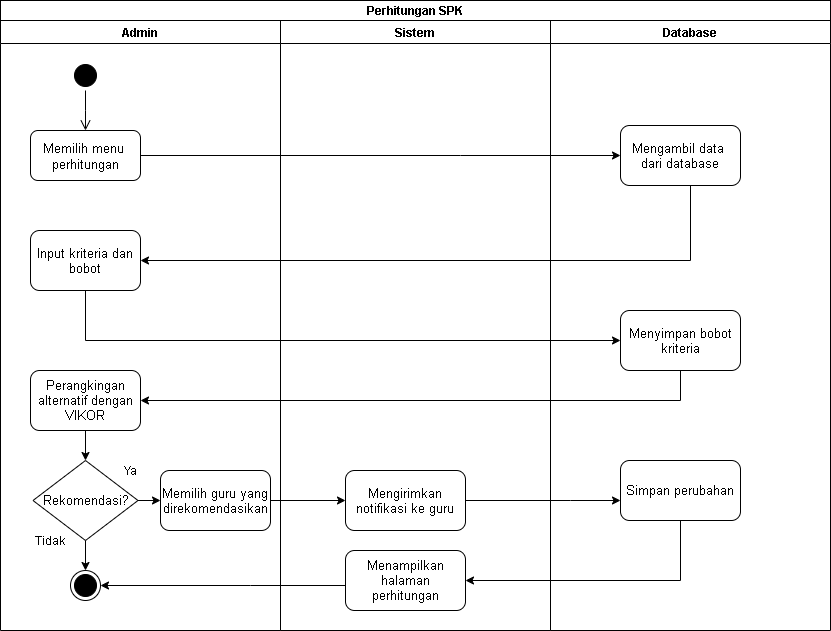 Perhitungan SPK
Admin
Sistem
Database
Memilih menu
perhitungan
Mengambil data
dari database
Input kriteria dan
bobot
Menyimpan bobot
kriteria
Perangkingan
alternatif dengan
VIKOR
Rekomendasi?
Ya
Tidak
Memilih guru yang
direkomendasikan
Mengirimkan
notifikasi ke guru
Simpan perubahan
Menampilkan
halaman
perhitungan